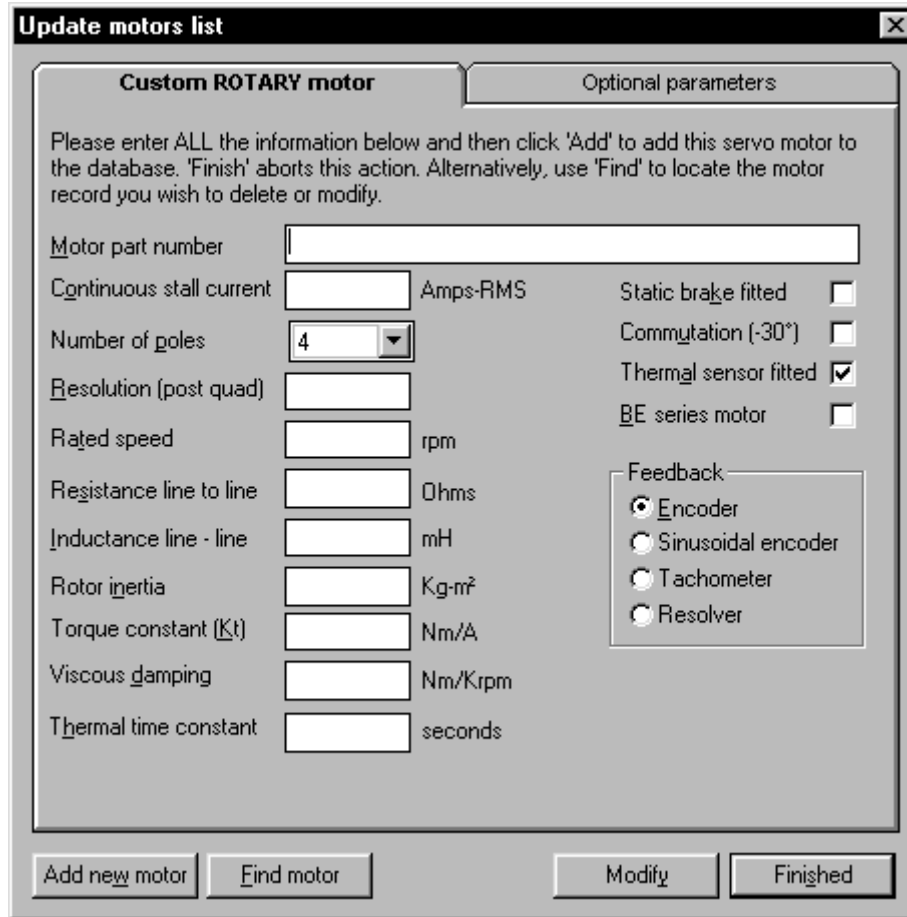 Update motors list
Custom ROTARY motor
Optional parameters
Please enter ALL the information below and then click 'Add' to add this servo motor to
the database. 'Finish' aborts this action. Alternatively, use 'Find' to locate the motor
record you wish to delete or modify.
Motor part number
Continuous stall current
Amps-RMS
Number of poles
4
Resolution (post quad)
Rated speed
rpm
Resistance line to line
Ohms
Inductance line - line
mH
Rotor inertia
Kg-m²
Torque constant (Kt)
Nm/A
Viscous damping
Nm/Krpm
Thermal time constant
seconds
Static brake fitted
Commutation (-30°)
Thermal sensor fitted
BE series motor
Feedback
Encoder
Sinusoidal encoder
Tachometer
Resolver
Add new motor
Find motor
Modify
Finished